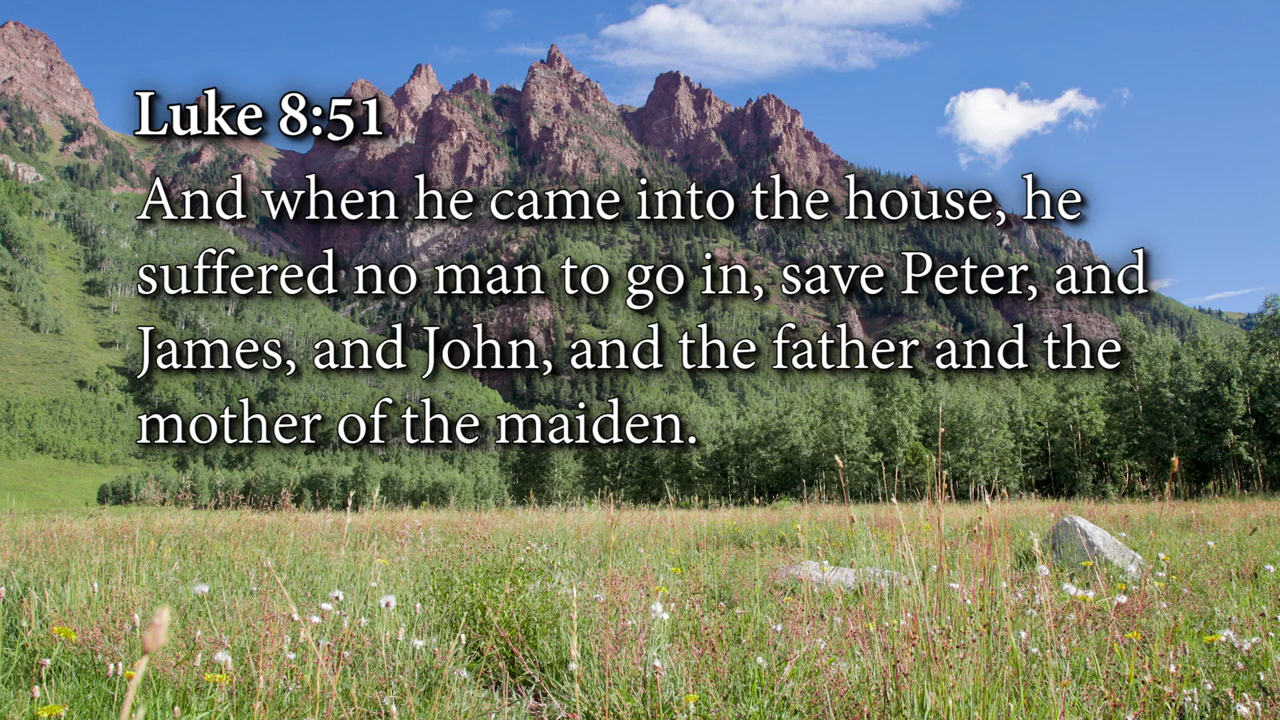 Luke 8:51
And when he came into the house, he
suffered no man to go in, save Peter, and
James, and John, and the father and the
mother of the maiden.